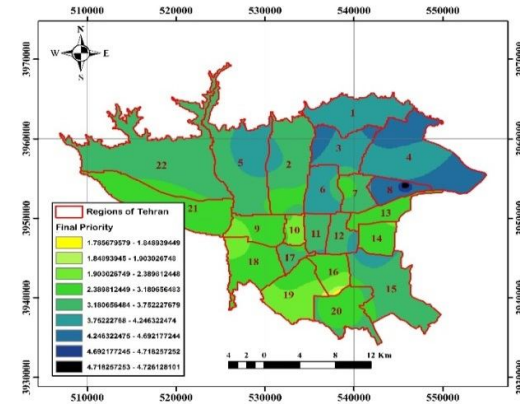 510000 520000 530000 540000 550000
3970000 3970000
N
W E
S
3960000 3960000
1
3
4
5
2
22
6
7
8
3950000 3950000
21
13
9
10
11
12
14
Regions of Tehran
Final Priority
1.785679579 - 1.848939449
1.84893945 - 1.903026748
1.903026749 - 2.389812448
2.389812449 - 3.180656483
3.180656484 - 3.752227679
3.75222768 - 4.246322474
4.246322475 - 4.692177244
4.692177245 - 4.718257252
4.718257253 - 4.726128101
18
17
16
15
19
20
3940000 3940000
4 2 0 4 8 12 Km
3930000 3930000
510000 520000 530000 540000 550000